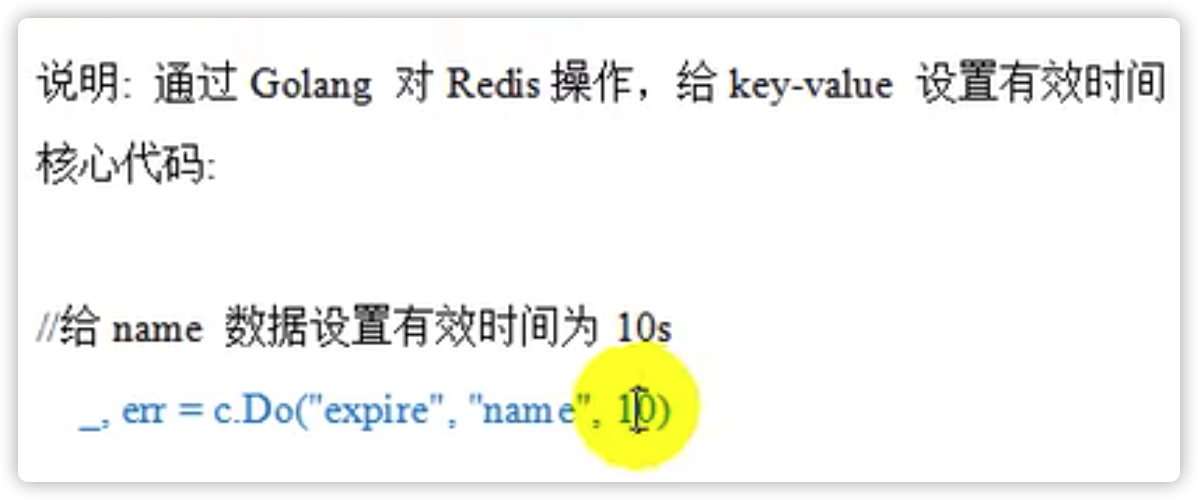 说明: 通过 Golang 对 Redis 操作，给 key-value 设置有效时间
核心代码:
//给 name 数据设置有效时间为 10s
_, err = c.Do("expire", "name", 10)